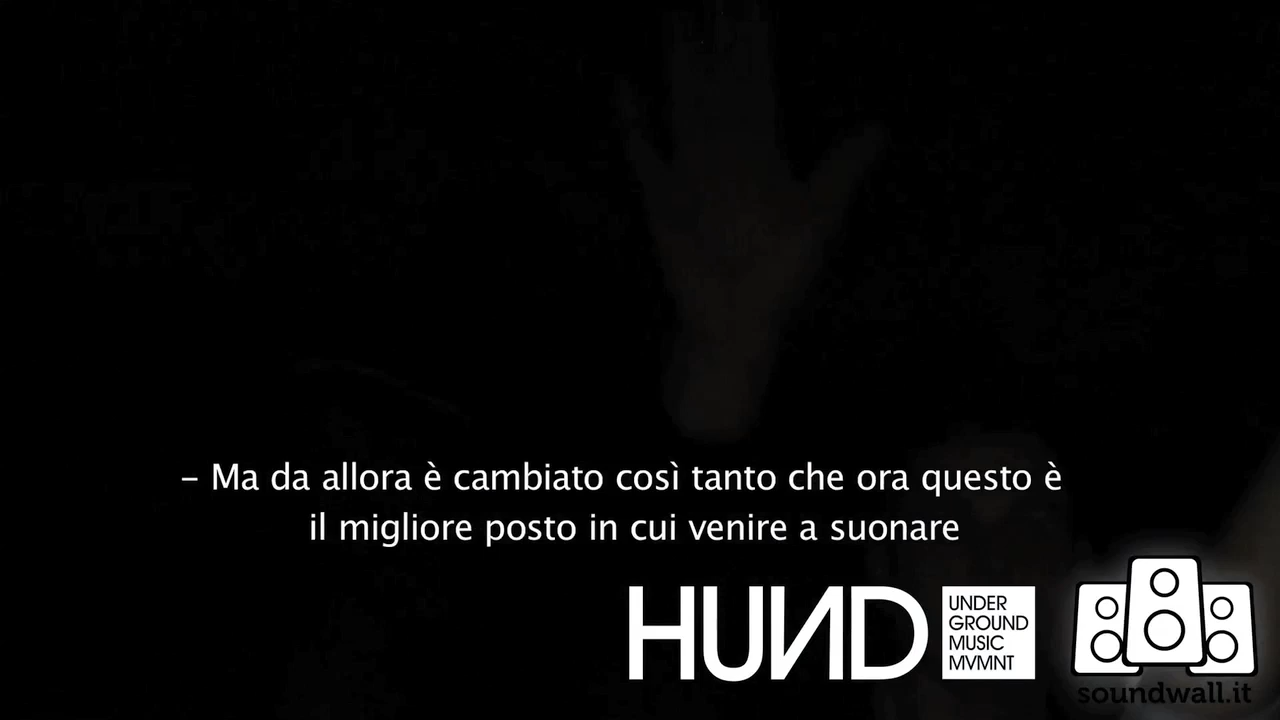 – Ma da allora è cambiato così tanto che ora questo è
il migliore posto in cui venire a suonare
HUND
UNDER
GROUND
MUSIC
MVMNT
soundwall.it